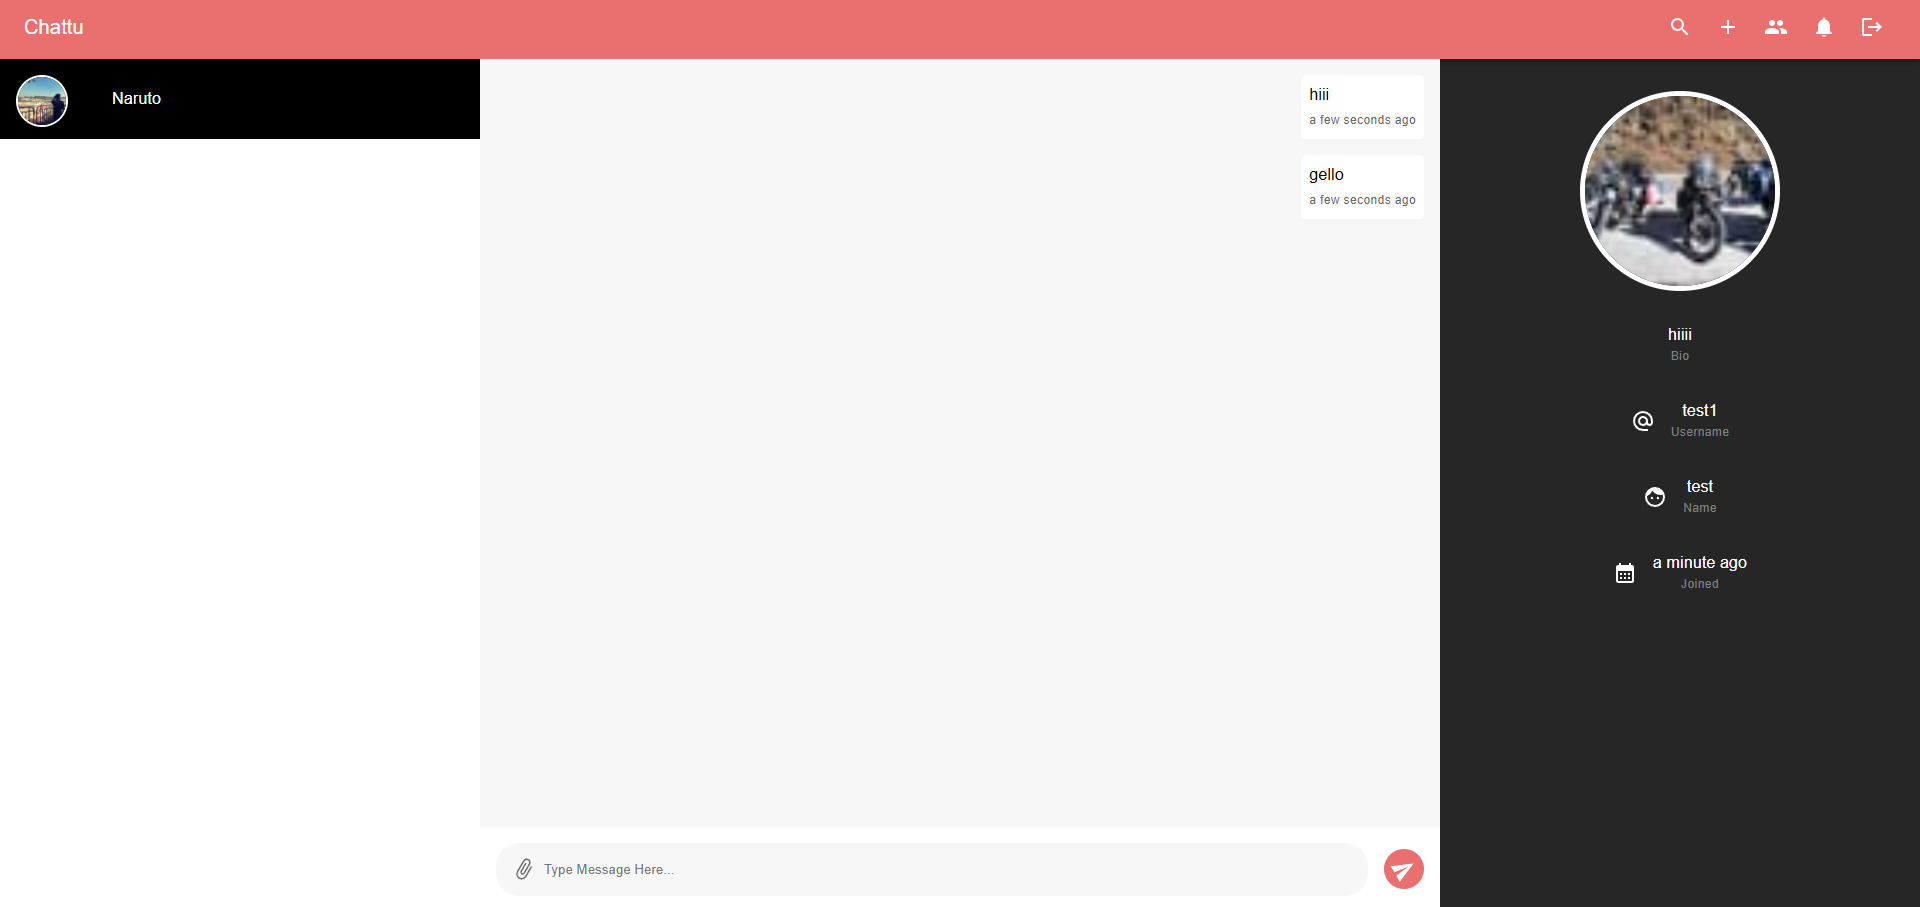 Chattu
Naruto
hiii
a few seconds ago
gello
a few seconds ago
Type Message Here...
hiiii
Bio
test1
Username
test
Name
a minute ago
Joined